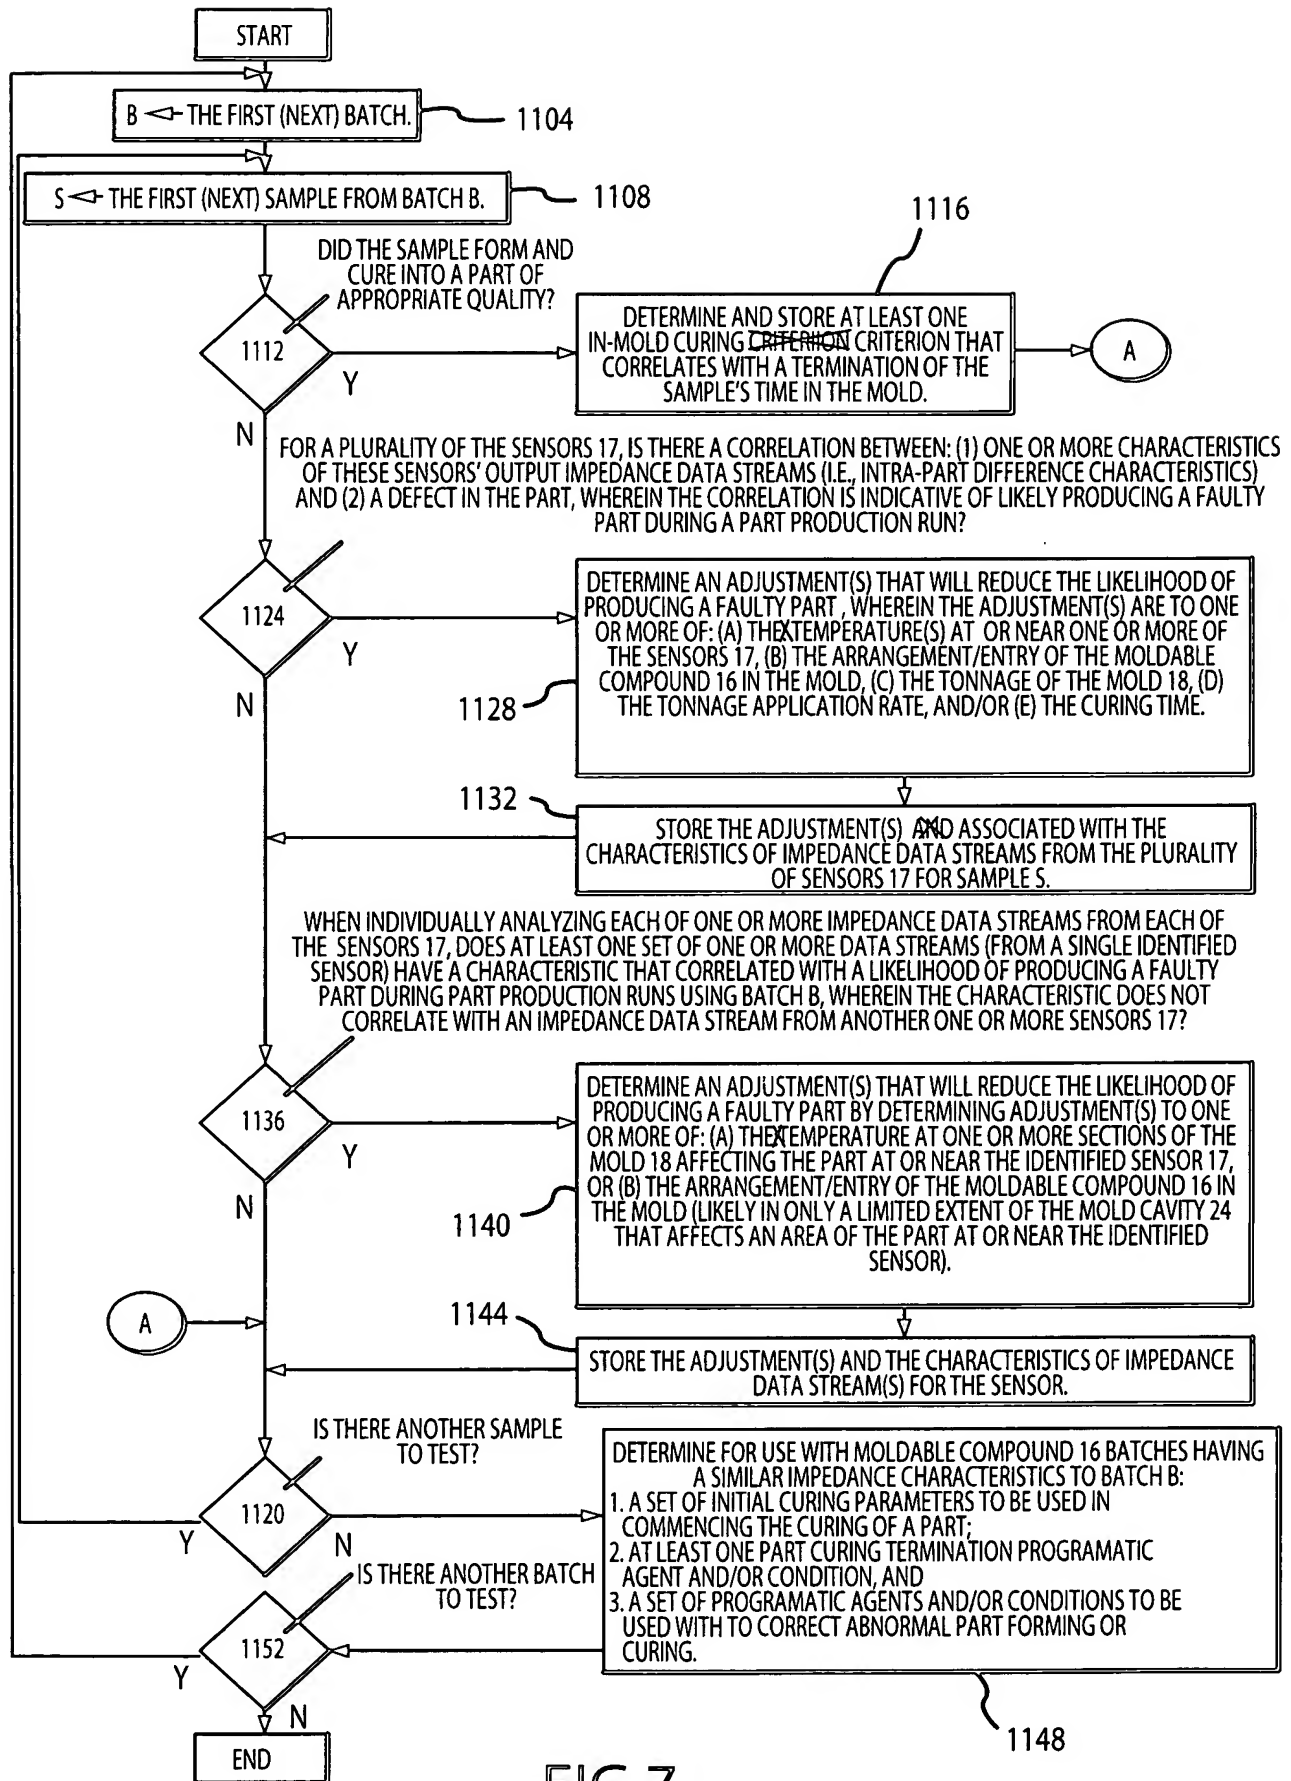 START
B ◅- THE FIRST (NEXT) BATCH.
1104
S ◅- THE FIRST (NEXT) SAMPLE FROM BATCH B.
1108
DID THE SAMPLE FORM AND
CURE INTO A PART OF
APPROPRIATE QUALITY?
1112
Y
N
1116
DETERMINE AND STORE AT LEAST ONE
IN-MOLD CURING CRITERIION CRITERION THAT
CORRELATES WITH A TERMINATION OF THE
SAMPLE'S TIME IN THE MOLD.
A
FOR A PLURALITY OF THE SENSORS 17, IS THERE A CORRELATION BETWEEN: (1) ONE OR MORE CHARACTERISTICS
OF THESE SENSORS' OUTPUT IMPEDANCE DATA STREAMS (I.E., INTRA-PART DIFFERENCE CHARACTERISTICS)
AND (2) A DEFECT IN THE PART, WHEREIN THE CORRELATION IS INDICATIVE OF LIKELY PRODUCING A FAULTY
PART DURING A PART PRODUCTION RUN?
1124
Y
N
DETERMINE AN ADJUSTMENT(S) THAT WILL REDUCE THE LIKELIHOOD OF
PRODUCING A FAULTY PART , WHEREIN THE ADJUSTMENT(S) ARE TO ONE
OR MORE OF: (A) THE TEMPERATURE(S) AT OR NEAR ONE OR MORE OF
THE SENSORS 17, (B) THE ARRANGEMENT/ENTRY OF THE MOLDABLE
COMPOUND 16 IN THE MOLD, (C) THE TONNAGE OF THE MOLD 18, (D)
THE TONNAGE APPLICATION RATE, AND/OR (E) THE CURING TIME.
1128
1132
STORE THE ADJUSTMENT(S) AND ASSOCIATED WITH THE
CHARACTERISTICS OF IMPEDANCE DATA STREAMS FROM THE PLURALITY
OF SENSORS 17 FOR SAMPLE S.
WHEN INDIVIDUALLY ANALYZING EACH OF ONE OR MORE IMPEDANCE DATA STREAMS FROM EACH OF
THE SENSORS 17, DOES AT LEAST ONE SET OF ONE OR MORE DATA STREAMS (FROM A SINGLE IDENTIFIED
SENSOR) HAVE A CHARACTERISTIC THAT CORRELATED WITH A LIKELIHOOD OF PRODUCING A FAULTY
PART DURING PART PRODUCTION RUNS USING BATCH B, WHEREIN THE CHARACTERISTIC DOES NOT
CORRELATE WITH AN IMPEDANCE DATA STREAM FROM ANOTHER ONE OR MORE SENSORS 17?
1136
Y
N
DETERMINE AN ADJUSTMENT(S) THAT WILL REDUCE THE LIKELIHOOD OF
PRODUCING A FAULTY PART BY DETERMINING ADJUSTMENT(S) TO ONE
OR MORE OF: (A) THE TEMPERATURE AT ONE OR MORE SECTIONS OF THE
MOLD 18 AFFECTING THE PART AT OR NEAR THE IDENTIFIED SENSOR 17,
OR (B) THE ARRANGEMENT/ENTRY OF THE MOLDABLE COMPOUND 16 IN
THE MOLD (LIKELY IN ONLY A LIMITED EXTENT OF THE MOLD CAVITY 24
THAT AFFECTS AN AREA OF THE PART AT OR NEAR THE IDENTIFIED
SENSOR).
1140
A
1144
STORE THE ADJUSTMENT(S) AND THE CHARACTERISTICS OF IMPEDANCE
DATA STREAM(S) FOR THE SENSOR.
IS THERE ANOTHER SAMPLE
TO TEST?
1120
Y
N
DETERMINE FOR USE WITH MOLDABLE COMPOUND 16 BATCHES HAVING
A SIMILAR IMPEDANCE CHARACTERISTICS TO BATCH B:
1. A SET OF INITIAL CURING PARAMETERS TO BE USED IN
COMMENCING THE CURING OF A PART;
2. AT LEAST ONE PART CURING TERMINATION PROGRAMATIC
AGENT AND/OR CONDITION, AND
3. A SET OF PROGRAMATIC AGENTS AND/OR CONDITIONS TO BE
USED WITH TO CORRECT ABNORMAL PART FORMING OR
CURING.
IS THERE ANOTHER BATCH
TO TEST?
1152
Y
N
1148
END
FIG.7